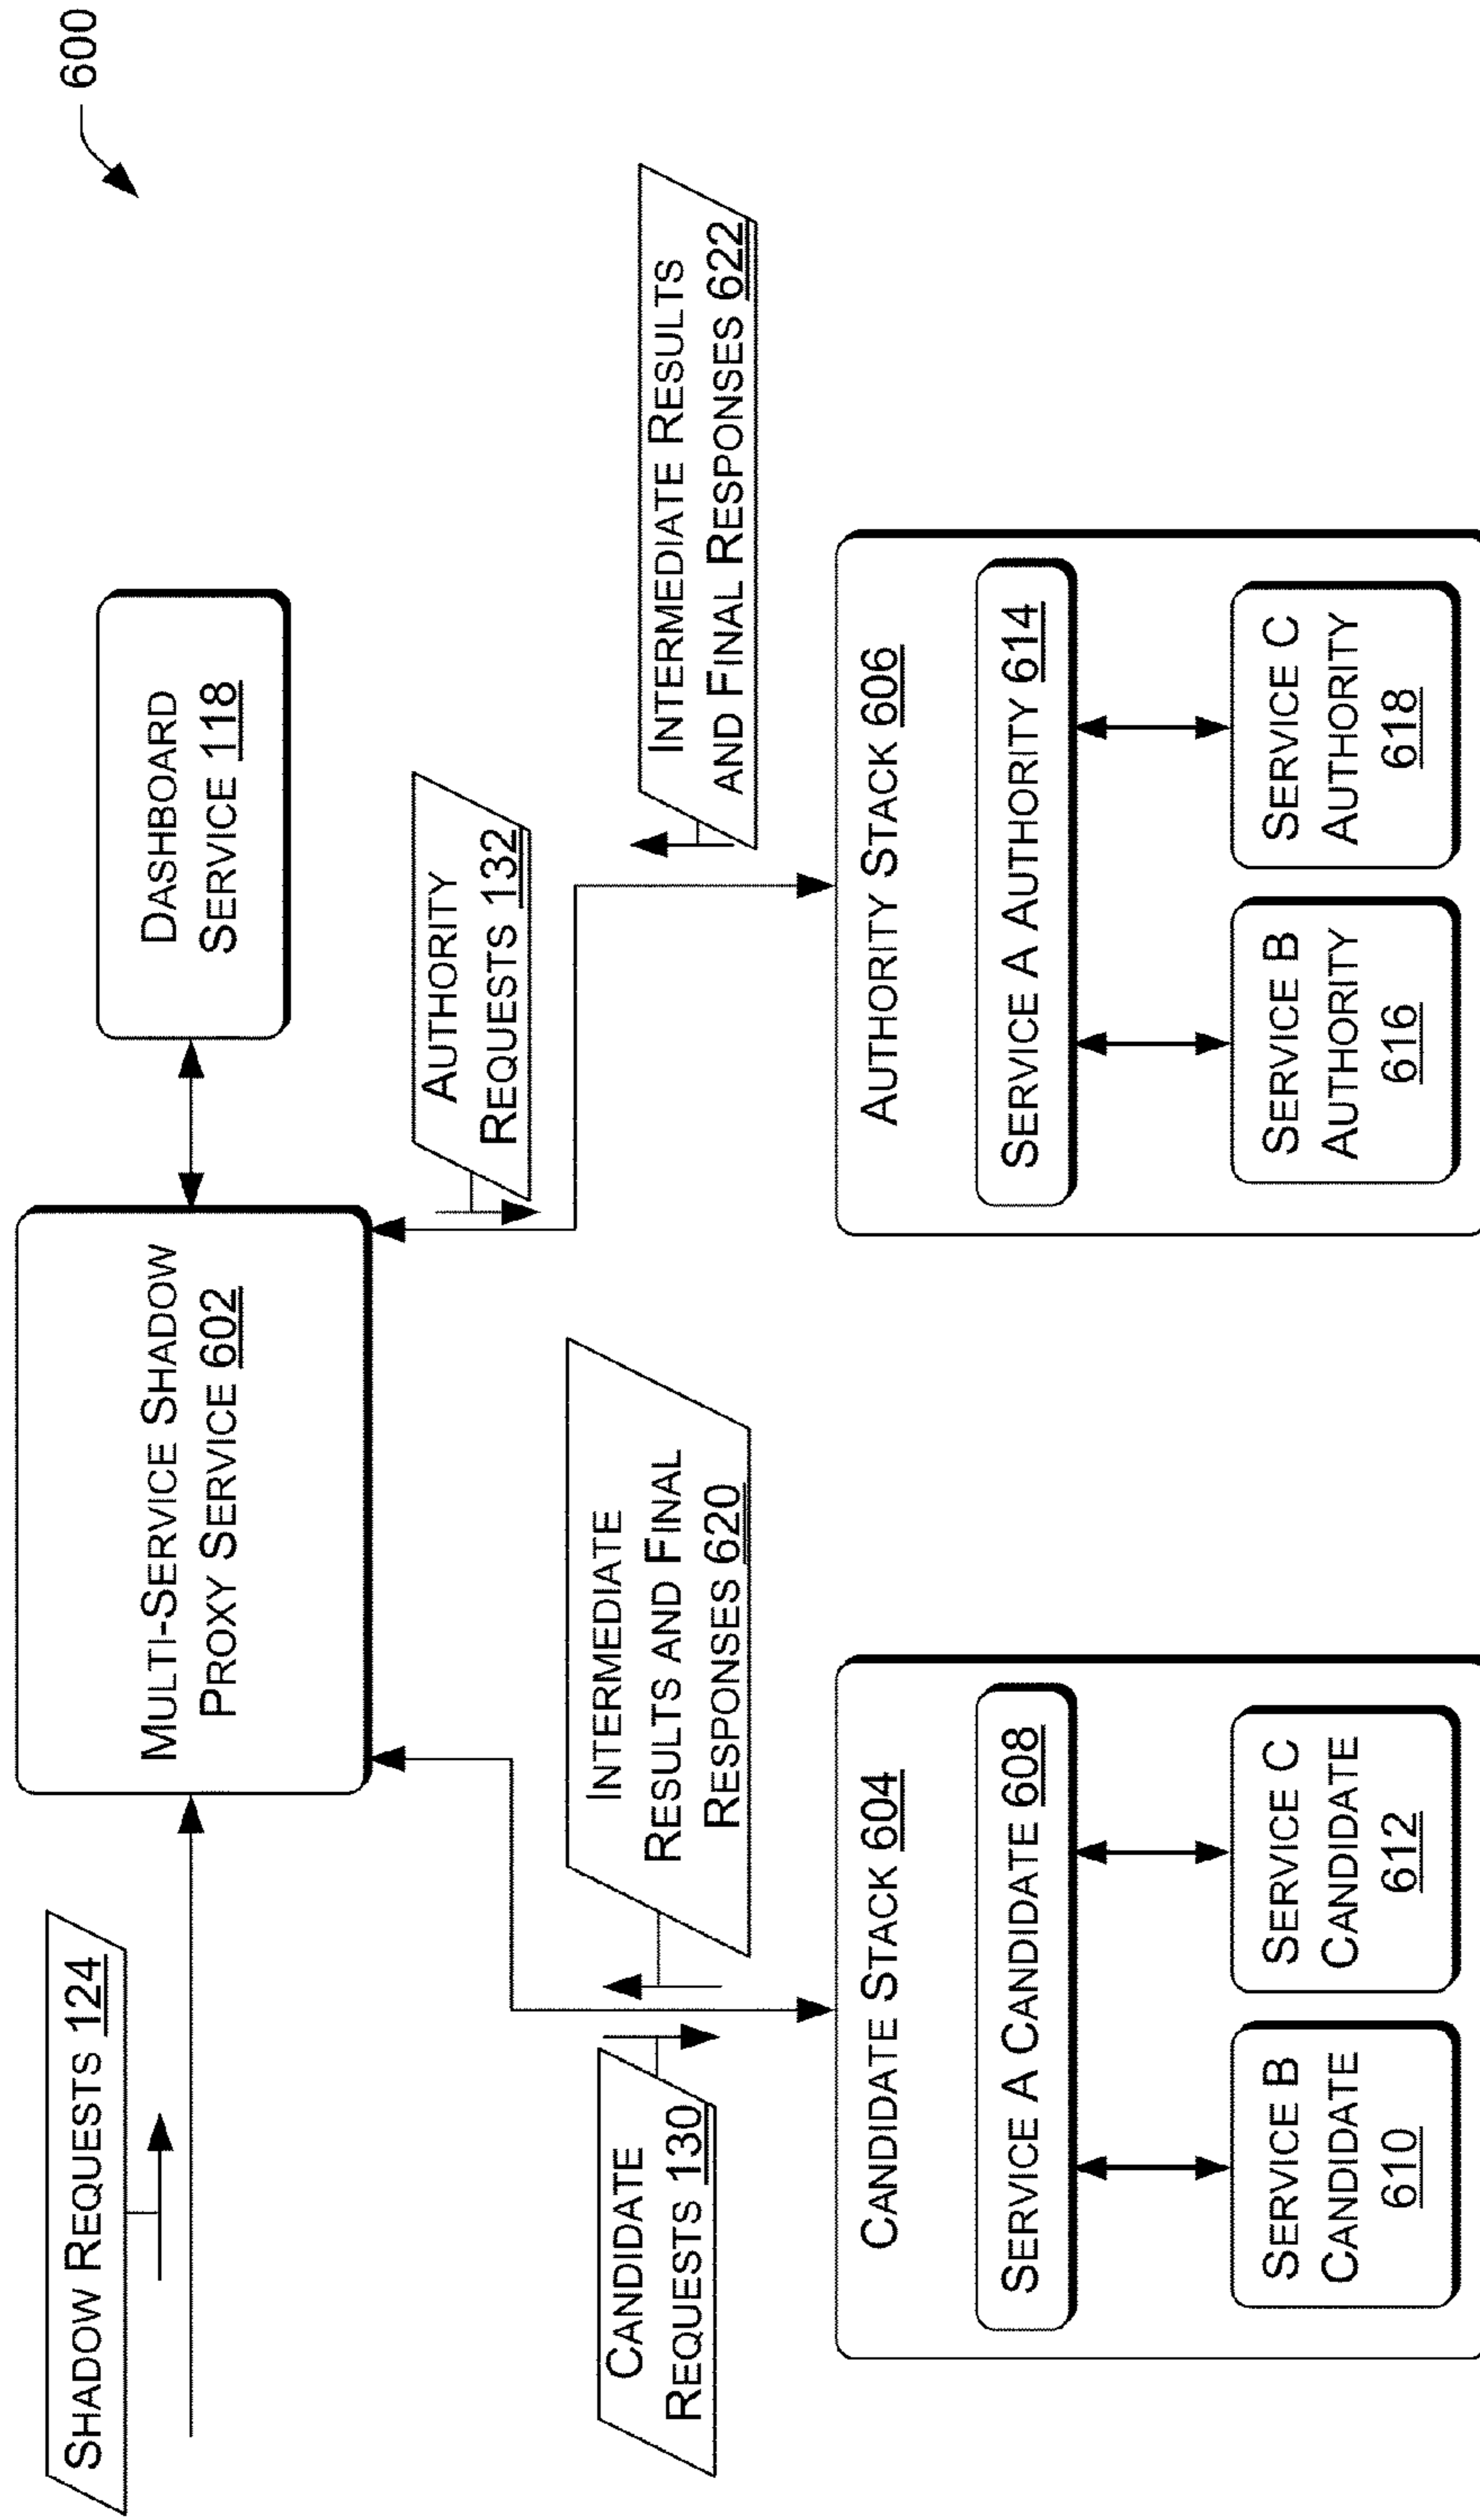 600
SHADOW REQUESTS 124
MULTI-SERVICE SHADOW
PROXY SERVICE 602
DASHBOARD
SERVICE 118
AUTHORITY
REQUESTS 132
CANDIDATE
REQUESTS 130
INTERMEDIATE
RESULTS AND FINAL
RESPONSES 620
INTERMEDIATE RESULTS
AND FINAL RESPONSES 622
CANDIDATE STACK 604
SERVICE A CANDIDATE 608
SERVICE B
CANDIDATE
610
SERVICE C
CANDIDATE
612
AUTHORITY STACK 606
SERVICE A AUTHORITY 614
SERVICE B
AUTHORITY
616
SERVICE C
AUTHORITY
618